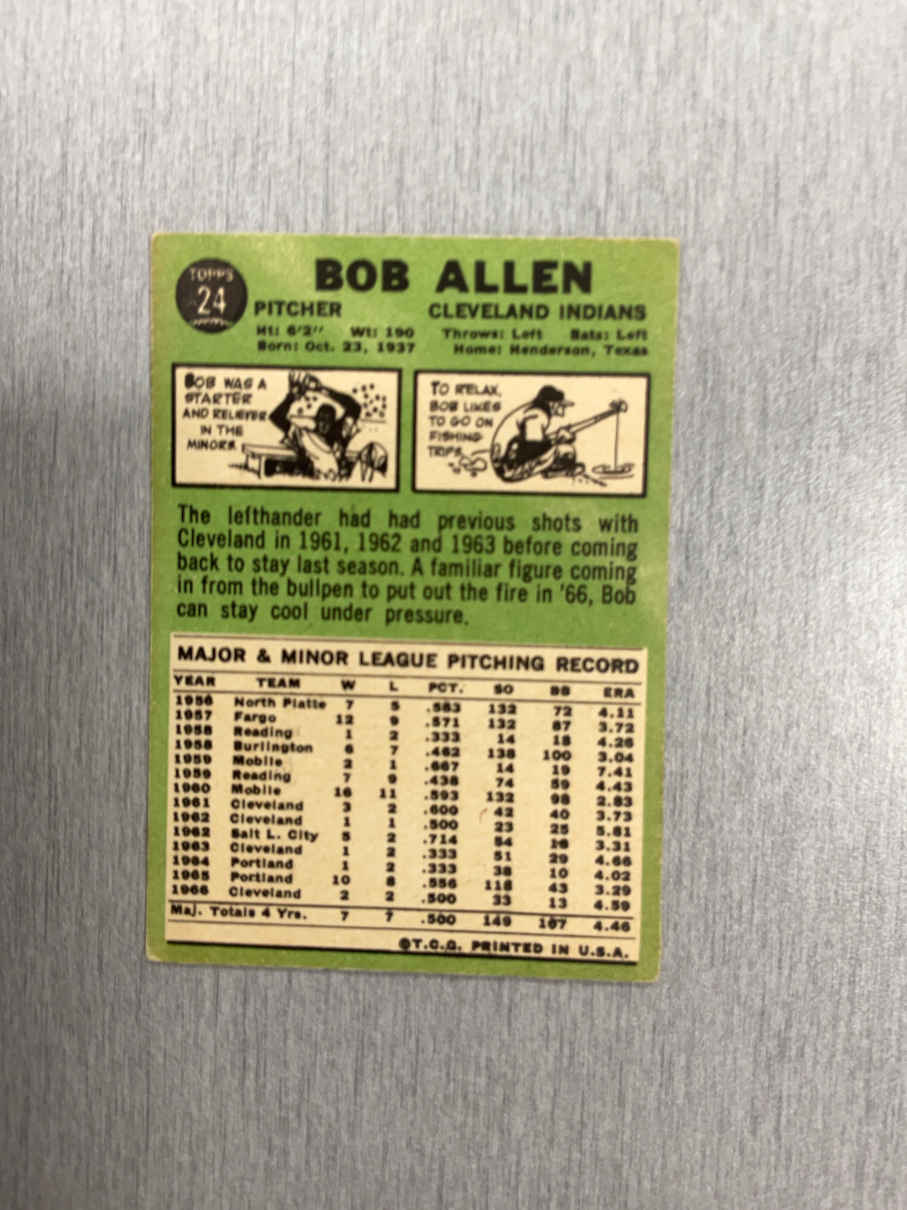 TOPPS
24
BOB ALLEN
PITCHER CLEVELAND INDIANS
Ht: 6'2" Wt: 190 Throws: Left Bats: Left
Born: Oct. 23, 1937 Home: Henderson, Texas
BOB WAS A
STARTER
AND RELIEVER
IN THE
MINORS.
TO RELAX,
BOB LIKES
TO GO ON
FISHING
TRIPS.
The lefthander had had previous shots with
Cleveland in 1961, 1962 and 1963 before coming
back to stay last season. A familiar figure coming
in from the bullpen to put out the fire in '66, Bob
can stay cool under pressure.
MAJOR & MINOR LEAGUE PITCHING RECORD
YEAR TEAM W L PCT. SO BB ERA
1956 North Platte 7 5 .583 132 72 4.11
1957 Fargo 12 9 .571 132 87 3.72
1958 Reading 1 2 .333 14 18 4.26
1958 Burlington 6 7 .462 138 100 3.04
1959 Mobile 2 1 .667 14 19 7.41
1959 Reading 7 9 .438 74 59 4.43
1960 Mobile 16 11 .593 132 98 2.83
1961 Cleveland 3 2 .600 42 40 3.73
1962 Cleveland 1 1 .500 23 25 5.81
1962 Salt L. City 5 2 .714 54 16 3.31
1963 Cleveland 1 2 .333 51 29 4.66
1964 Portland 1 2 .333 38 10 4.02
1965 Portland 10 8 .556 118 43 3.29
1966 Cleveland 2 2 .500 33 13 4.59
Maj. Totals 4 Yrs. 7 7 .500 149 107 4.46
©T.C.G. PRINTED IN U.S.A.